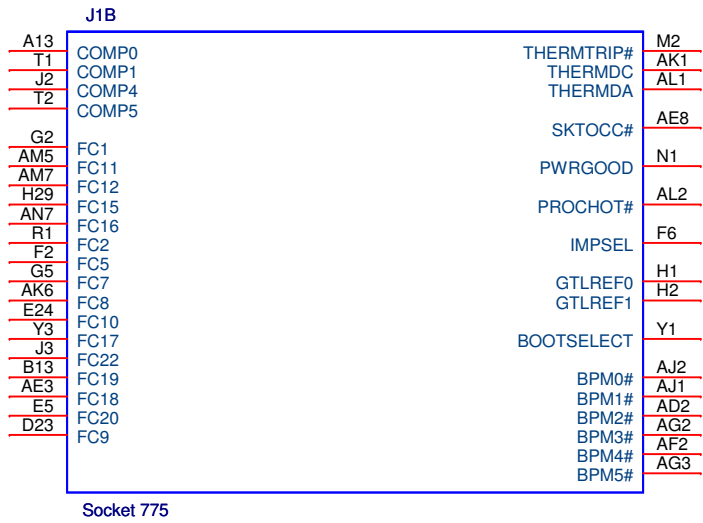 J1B
A13 COMP0
T1 COMP1
J2 COMP4
T2 COMP5
G2 FC1
AM5 FC11
AM7 FC12
H29 FC15
AN7 FC16
R1 FC2
F2 FC5
G5 FC7
AK6 FC8
E24 FC10
Y3 FC17
J3 FC22
B13 FC19
AE3 FC18
E5 FC20
D23 FC9
THERMTRIP# M2
THERMDC AK1
THERMDA AL1
SKTOCC# AE8
PWRGOOD N1
PROCHOT# AL2
IMPSEL F6
GTLREF0 H1
GTLREF1 H2
BOOTSELECT Y1
BPM0# AJ2
BPM1# AJ1
BPM2# AD2
BPM3# AG2
BPM4# AF2
BPM5# AG3
Socket 775